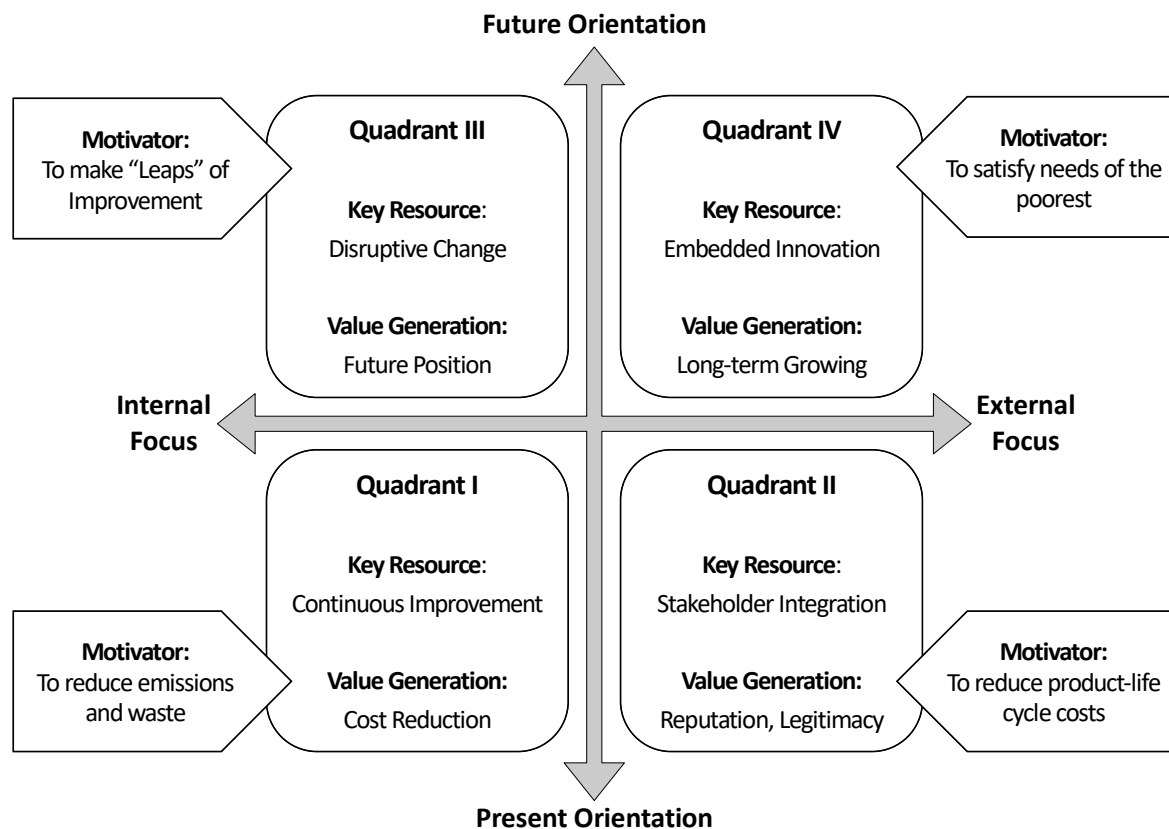 Future Orientation
Motivator:
To make “Leaps” of
Improvement
Quadrant III
Key Resource:
Disruptive Change
Value Generation:
Future Position
Quadrant IV
Key Resource:
Embedded Innovation
Value Generation:
Long-term Growing
Motivator:
To satisfy needs of the
poorest
Internal
Focus
External
Focus
Motivator:
To reduce emissions
and waste
Quadrant I
Key Resource:
Continuous Improvement
Value Generation:
Cost Reduction
Quadrant II
Key Resource:
Stakeholder Integration
Value Generation:
Reputation, Legitimacy
Motivator:
To reduce product-life
cycle costs
Present Orientation